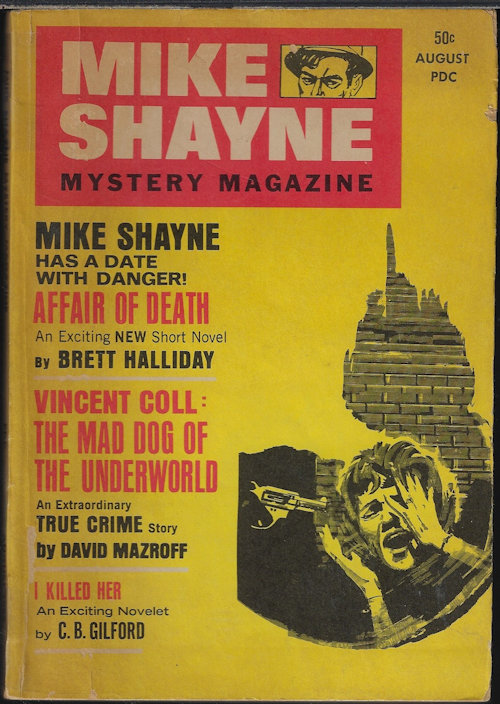 MIKE
SHAYNE
MYSTERY MAGAZINE
50¢
AUGUST
PDC
MIKE SHAYNE
HAS A DATE
WITH DANGER!
AFFAIR OF DEATH
An Exciting NEW Short Novel
By BRETT HALLIDAY
VINCENT COLL:
THE MAD DOG OF
THE UNDERWORLD
An Extraordinary
TRUE CRIME Story
by DAVID MAZROFF
I KILLED HER
An Exciting Novelet
by C. B. GILFORD